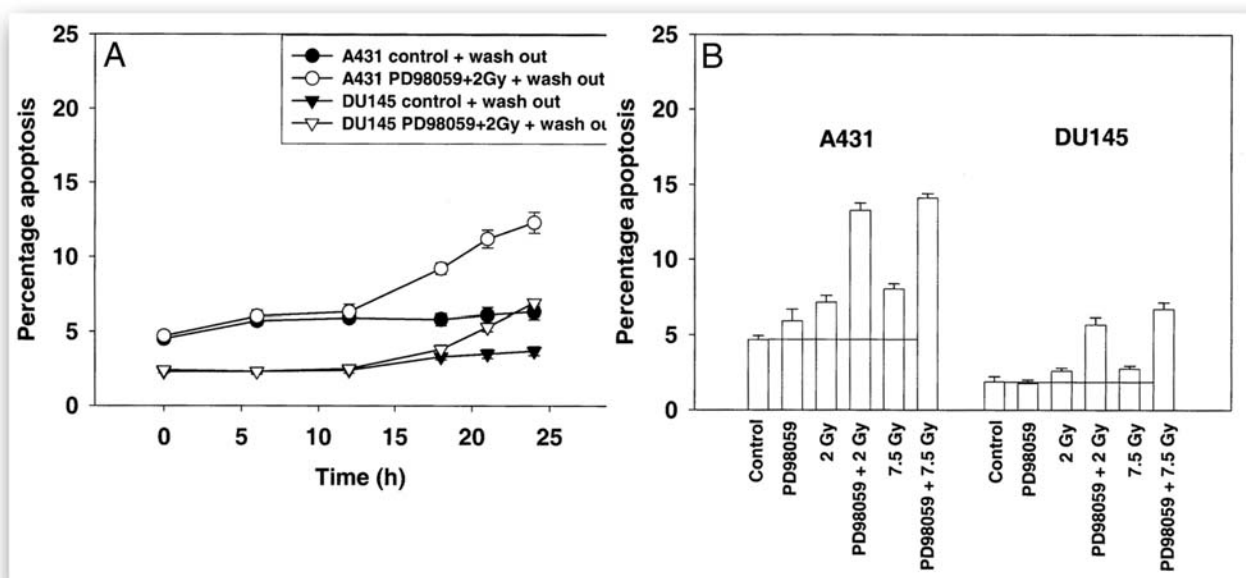 A
25
20
15
10
5
0
Percentage apoptosis
A431 control + wash out
A431 PD98059+2Gy + wash out
DU145 control + wash out
DU145 PD98059+2Gy + wash ou
0 5 10 15 20 25
Time (h)
B
25
20
15
10
5
0
Percentage apoptosis
A431
DU145
Control
PD98059
2 Gy
PD98059 + 2 Gy
7.5 Gy
PD98059 + 7.5 Gy
Control
PD98059
2 Gy
PD98059 + 2 Gy
7.5 Gy
PD98059 + 7.5 Gy